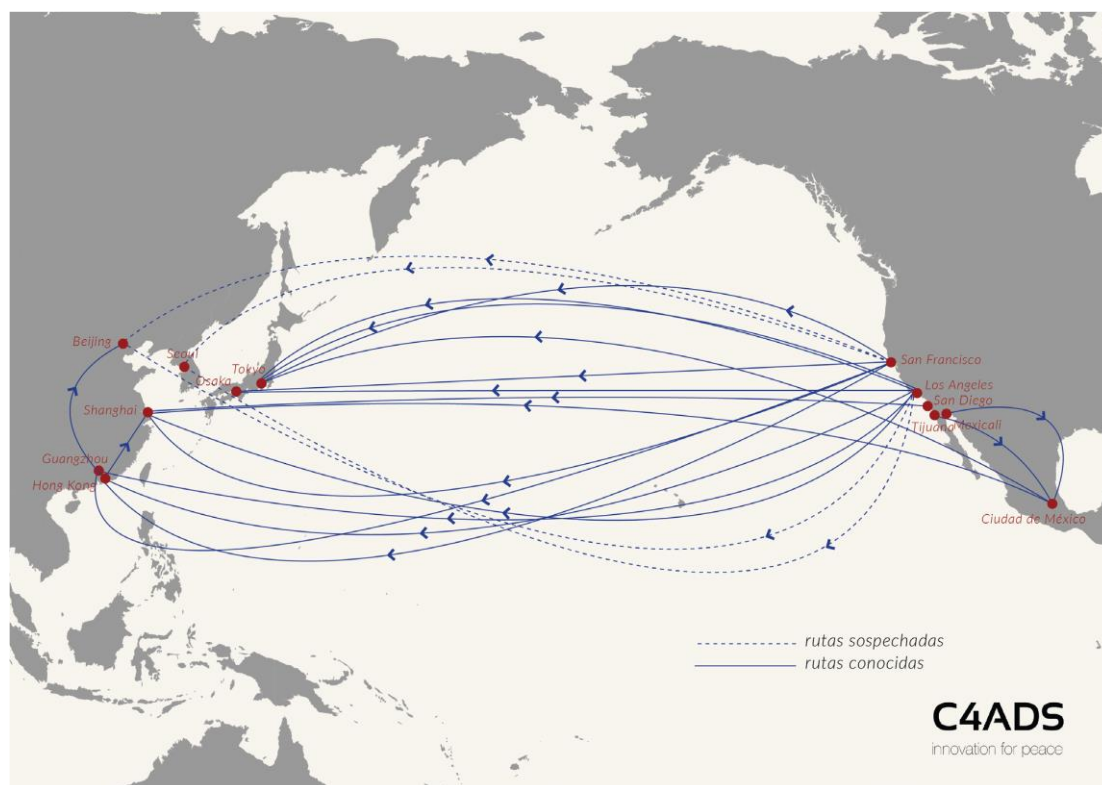 Beijing
Seoul
Tokyo
Osaka
Shanghai
Guangzhou
Hong Kong
San Francisca
Los Angeles
San Diego
Tijuana
Mexicali
Ciudad de México
rutas sospechadas
rutas conocidas
C4ADS
innovation for peace